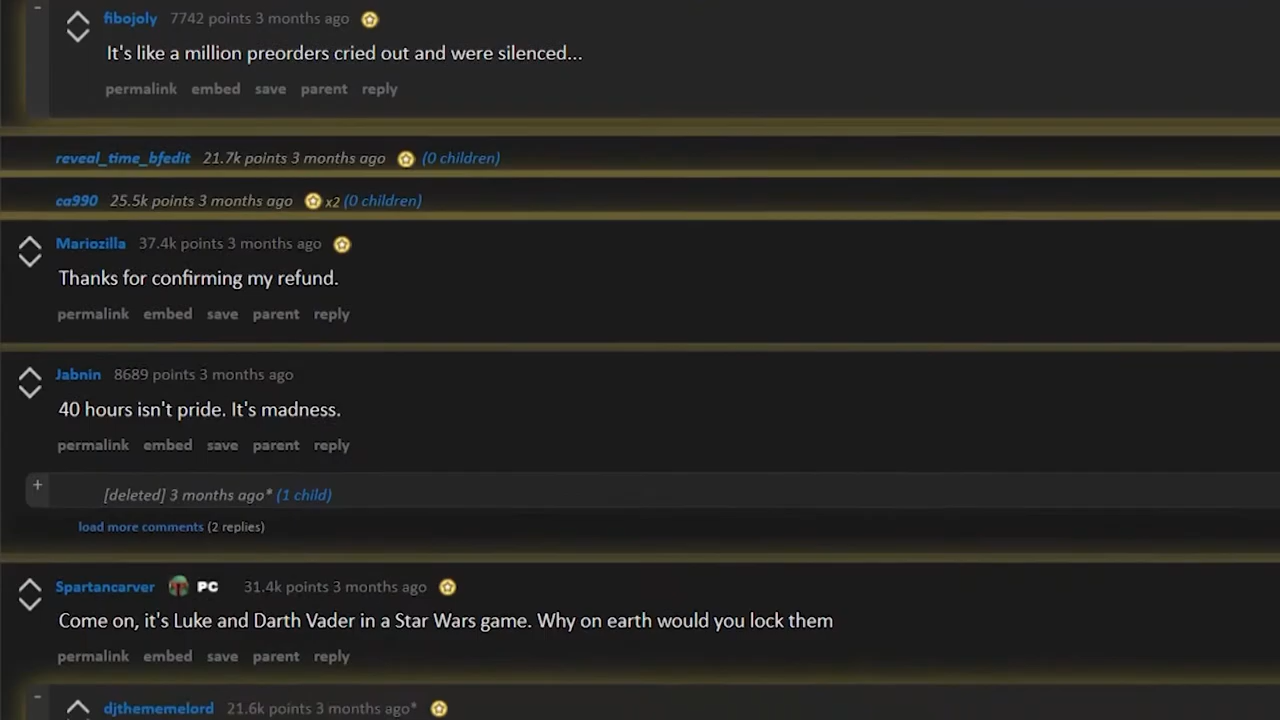 fibojoly 7742 points 3 months ago
It's like a million preorders cried out and were silenced...
permalink embed save parent reply
reveal_time_bfedit 21.7k points 3 months ago (0 children)
ca990 25.5k points 3 months ago x2 (0 children)
Mariozilla 37.4k points 3 months ago
Thanks for confirming my refund.
permalink embed save parent reply
Jabnin 8689 points 3 months ago
40 hours isn't pride. It's madness.
permalink embed save parent reply
[deleted] 3 months ago* (1 child)
load more comments (2 replies)
Spartancarver PC 31.4k points 3 months ago
Come on, it's Luke and Darth Vader in a Star Wars game. Why on earth would you lock them
permalink embed save parent reply
djthememelord 21.6k points 3 months ago*